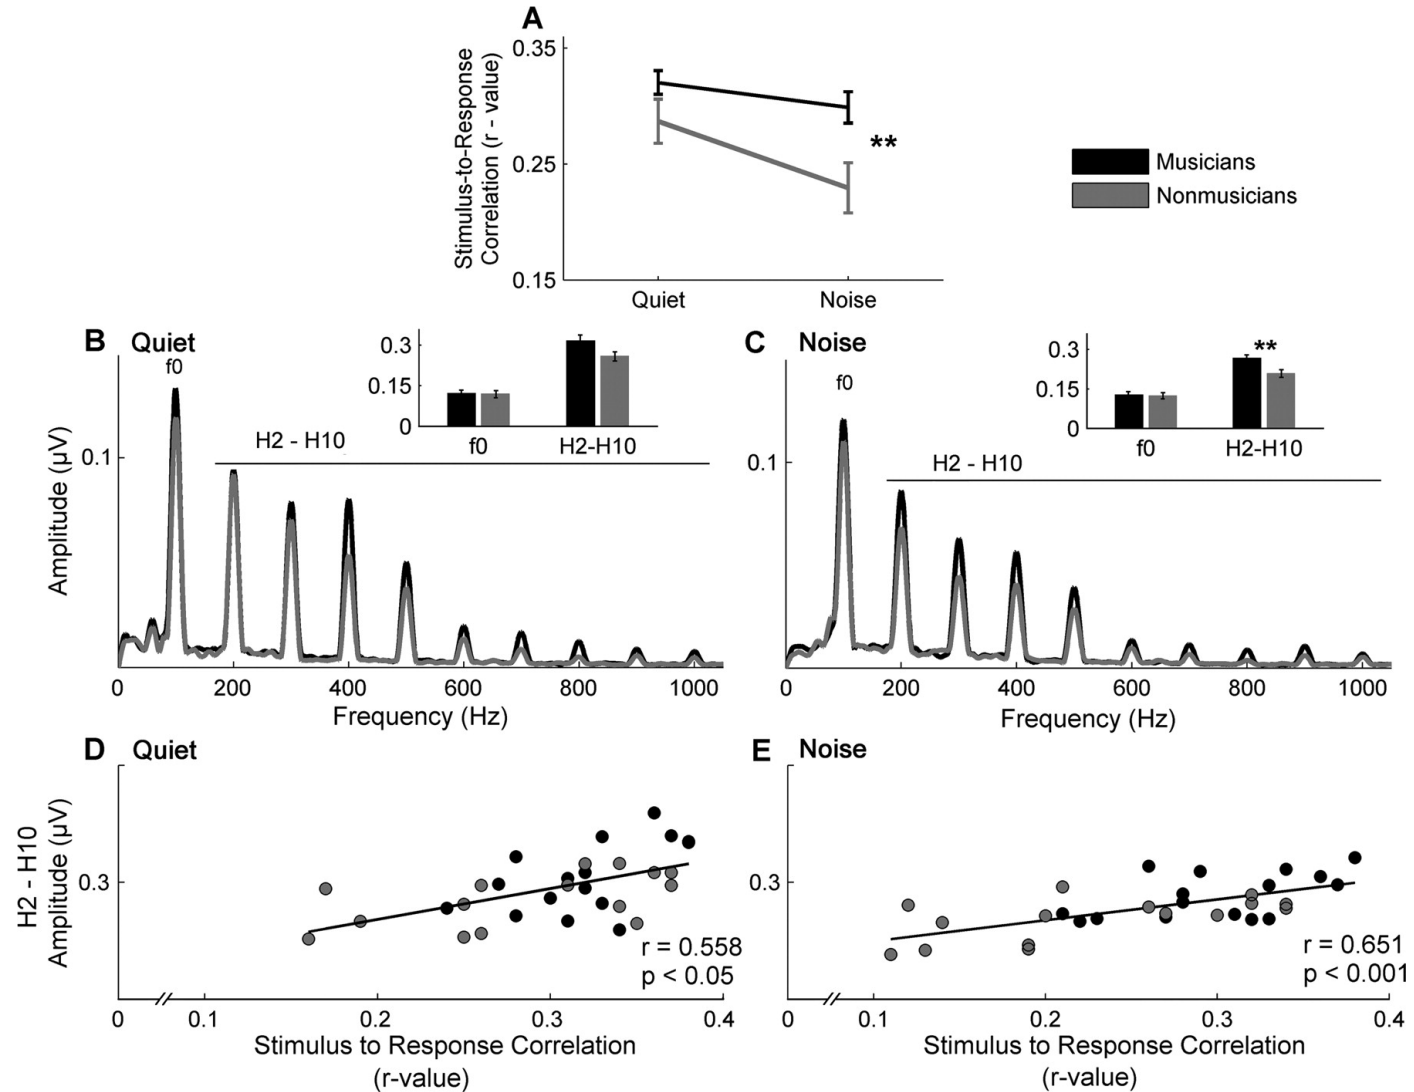 A
0.35
0.25
0.15
Stimulus-to-Response
Correlation (r - value)
Quiet
Noise
**
Musicians
Nonmusicians
B Quiet
f0
H2 - H10
0.1
Amplitude (µV)
0.3
0.15
0
f0
H2-H10
0 200 400 600 800 1000
Frequency (Hz)
C Noise
f0
H2 - H10
0.1
0.3
0.15
0
**
f0
H2-H10
0 200 400 600 800 1000
Frequency (Hz)
D Quiet
H2 - H10
Amplitude (µV)
0.3
r = 0.558
p < 0.05
0 0.1 0.2 0.3 0.4
Stimulus to Response Correlation
(r-value)
E Noise
0.3
r = 0.651
p < 0.001
0 0.1 0.2 0.3 0.4
Stimulus to Response Correlation
(r-value)